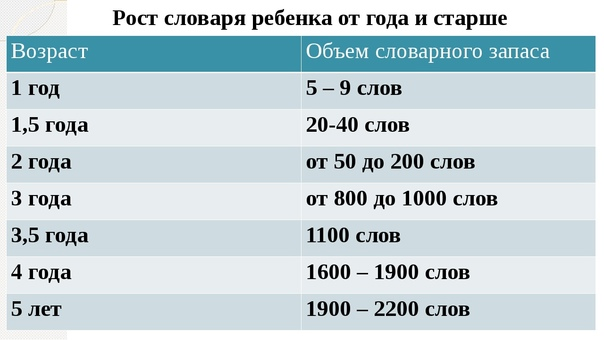 Рост словаря ребенка от года и старше
Возраст Объем словарного запаса
1 год 5 – 9 слов
1,5 года 20-40 слов
2 года от 50 до 200 слов
3 года от 800 до 1000 слов
3,5 года 1100 слов
4 года 1600 – 1900 слов
5 лет 1900 – 2200 слов